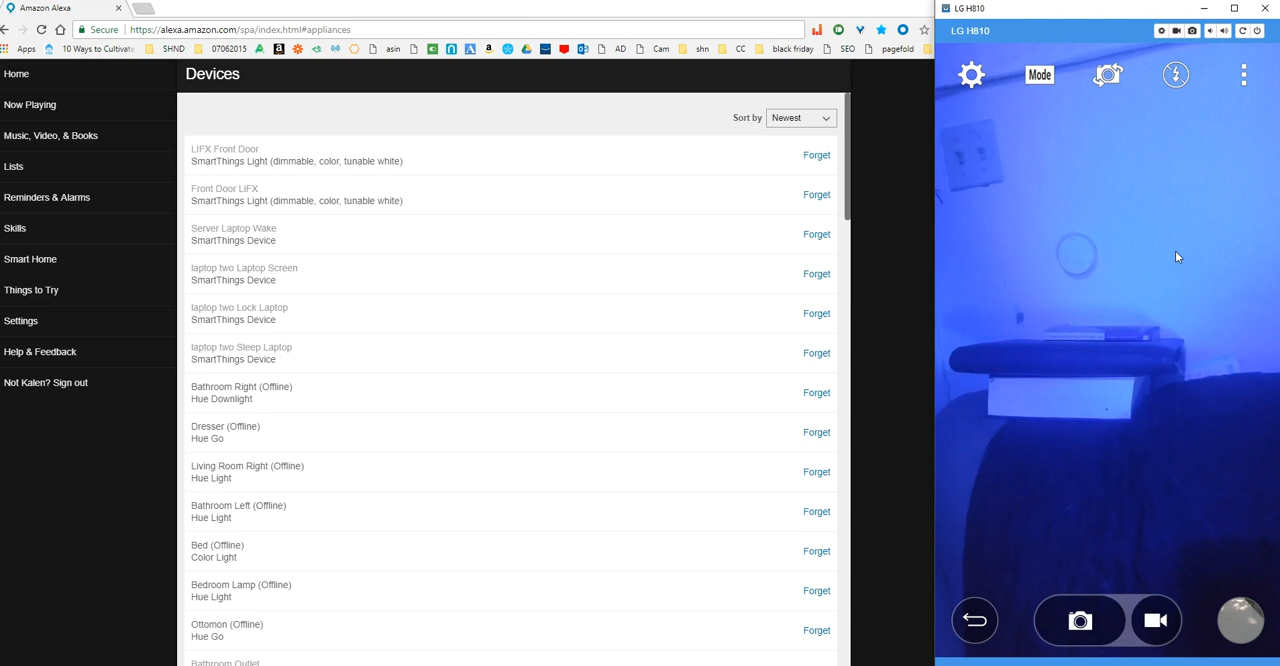 Amazon Alexa
LG H810
Secure
https://alexa.amazon.com/spa/index.html#appliances
LG H810
Apps
10 Ways to Cultivate
SHND
07062015
asin
AD
Cam
shn
CC
black friday
SEO
pagefold
Home
Now Playing
Music, Video, & Books
Lists
Reminders & Alarms
Skills
Smart Home
Things to Try
Settings
Help & Feedback
Not Kalen? Sign out
Devices
Sort by Newest
LIFX Front Door
SmartThings Light (dimmable, color, tunable white)
Forget
Front Door LiFX
SmartThings Light (dimmable, color, tunable white)
Forget
Server Laptop Wake
SmartThings Device
Forget
laptop two Laptop Screen
SmartThings Device
Forget
laptop two Lock Laptop
SmartThings Device
Forget
laptop two Sleep Laptop
SmartThings Device
Forget
Bathroom Right (Offline)
Hue Downlight
Forget
Dresser (Offline)
Hue Go
Forget
Living Room Right (Offline)
Hue Light
Forget
Bathroom Left (Offline)
Hue Light
Forget
Bed (Offline)
Color Light
Forget
Bedroom Lamp (Offline)
Hue Light
Forget
Ottomon (Offline)
Hue Go
Forget
Bathroom Outlet
Mode